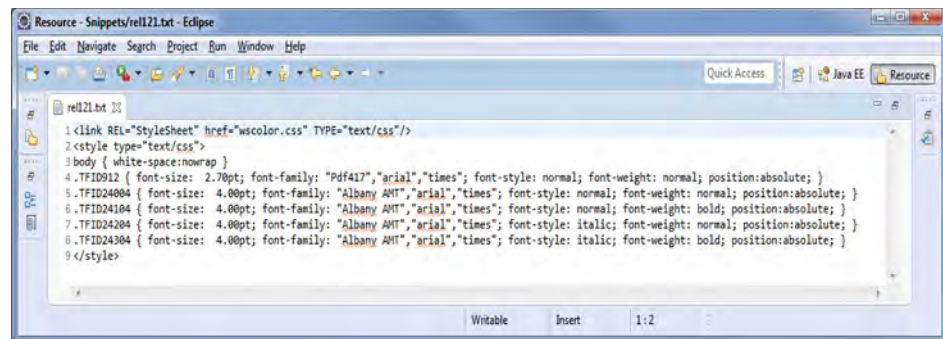 Resource - Snippets/rel121.txt - Eclipse
File Edit Navigate Search Project Run Window Help
Quick Access Java EE Resource
rel121.txt
1 <link REL="StyleSheet" href="wscolor.css" TYPE="text/css"/>
2 <style type="text/css">
3 body { white-space:nowrap }
4 .TFID912 { font-size:  2.70pt; font-family: "Pdf417","arial","times"; font-style: normal; font-weight: normal; position:absolute; }
5 .TFID24004 { font-size:  4.00pt; font-family: "Albany AMT","arial","times"; font-style: normal; font-weight: normal; position:absolute; }
6 .TFID24104 { font-size:  4.00pt; font-family: "Albany AMT","arial","times"; font-style: normal; font-weight: bold; position:absolute; }
7 .TFID24204 { font-size:  4.00pt; font-family: "Albany AMT","arial","times"; font-style: italic; font-weight: normal; position:absolute; }
8 .TFID24304 { font-size:  4.00pt; font-family: "Albany AMT","arial","times"; font-style: italic; font-weight: bold; position:absolute; }
9 </style>
Writable Insert 1:2